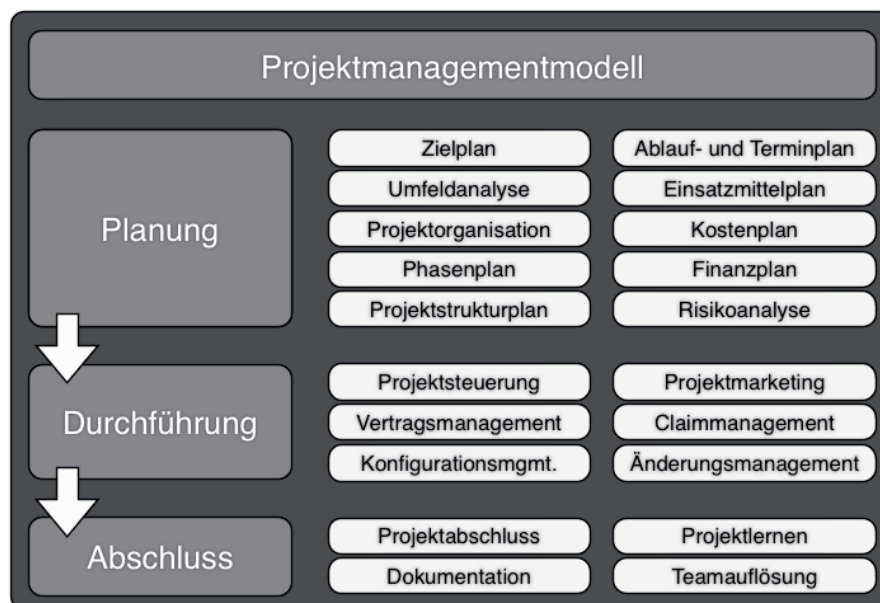 Projektmanagementmodell
Planung
Zielplan
Ablauf- und Terminplan
Umfeldanalyse
Einsatzmittelplan
Projektorganisation
Kostenplan
Phasenplan
Finanzplan
Projektstrukturplan
Risikoanalyse
Durchführung
Projektsteuerung
Projektmarketing
Vertragsmanagement
Claimmanagement
Konfigurationsmgmt.
Änderungsmanagement
Abschluss
Projektabschluss
Projektlernen
Dokumentation
Teamauflösung